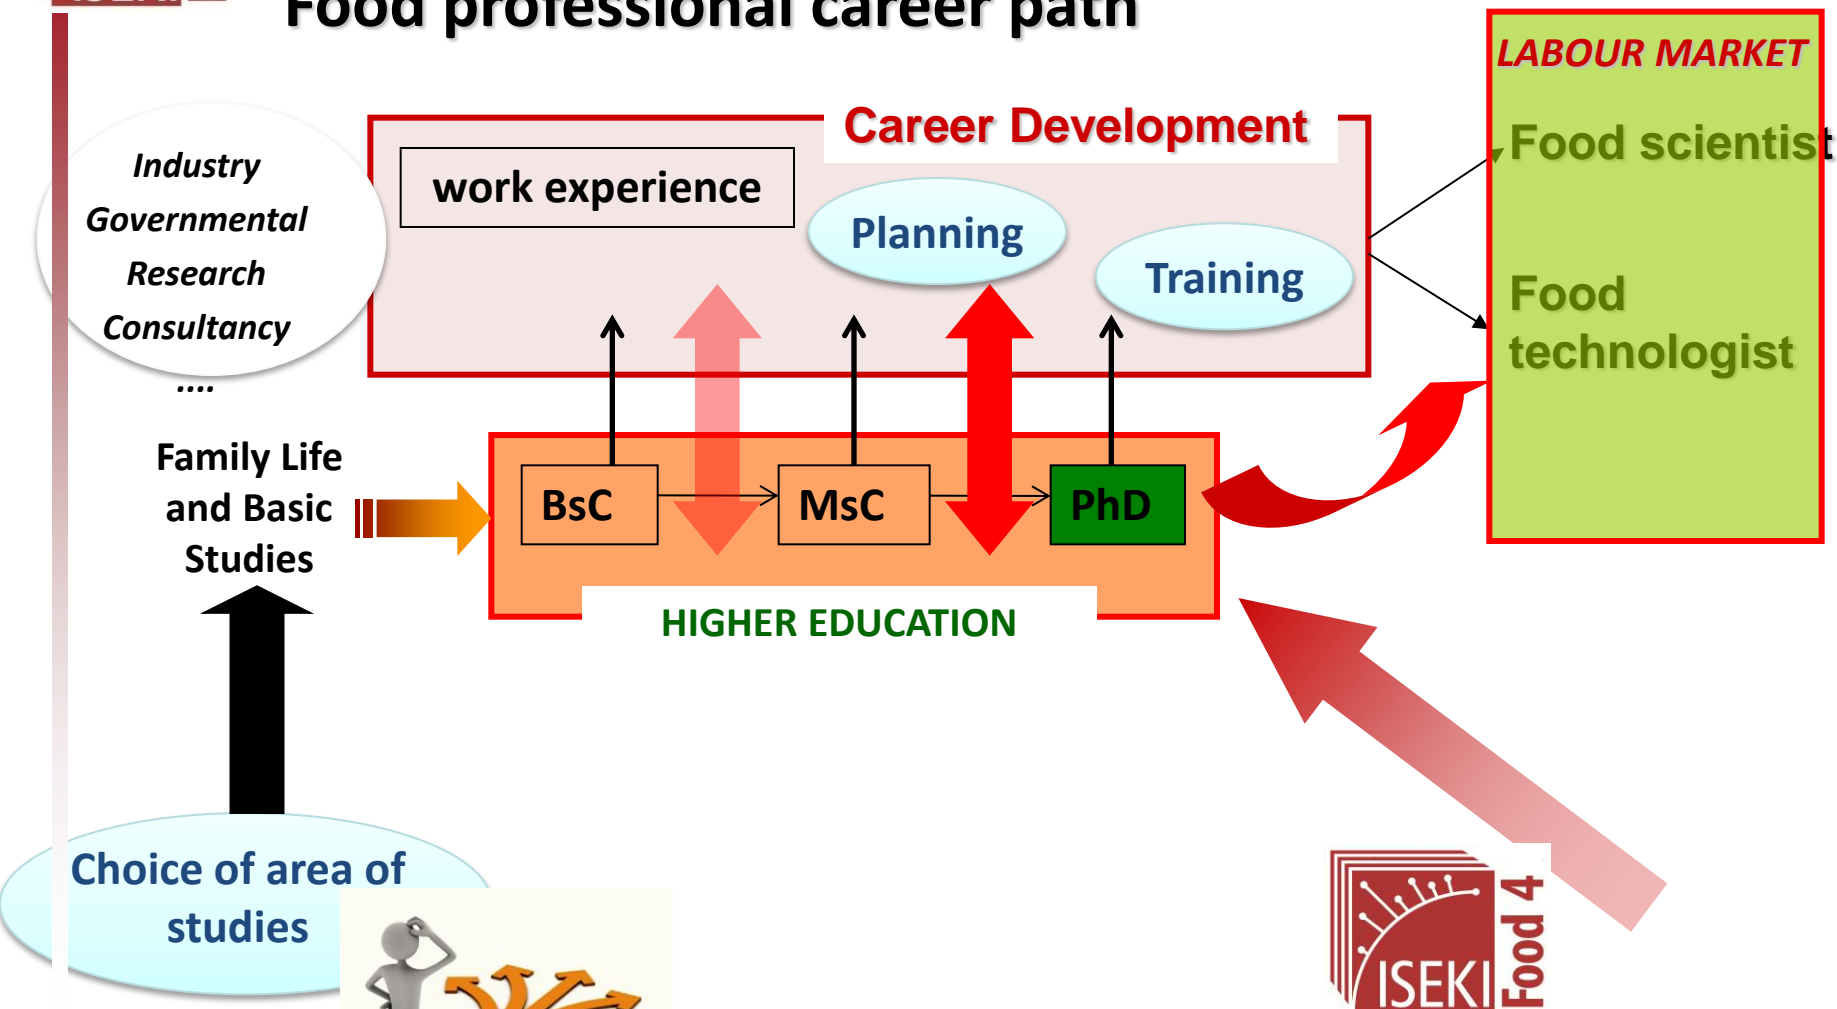 Food professional career path
LABOUR MARKET
Career Development
Food scientist
Industry
Governmental
Research
Consultancy
....
work experience
Planning
Training
Food
technologist
Family Life
and Basic
Studies
BsC
MsC
PhD
HIGHER EDUCATION
Choice of area of
studies
ISEKI
Food 4